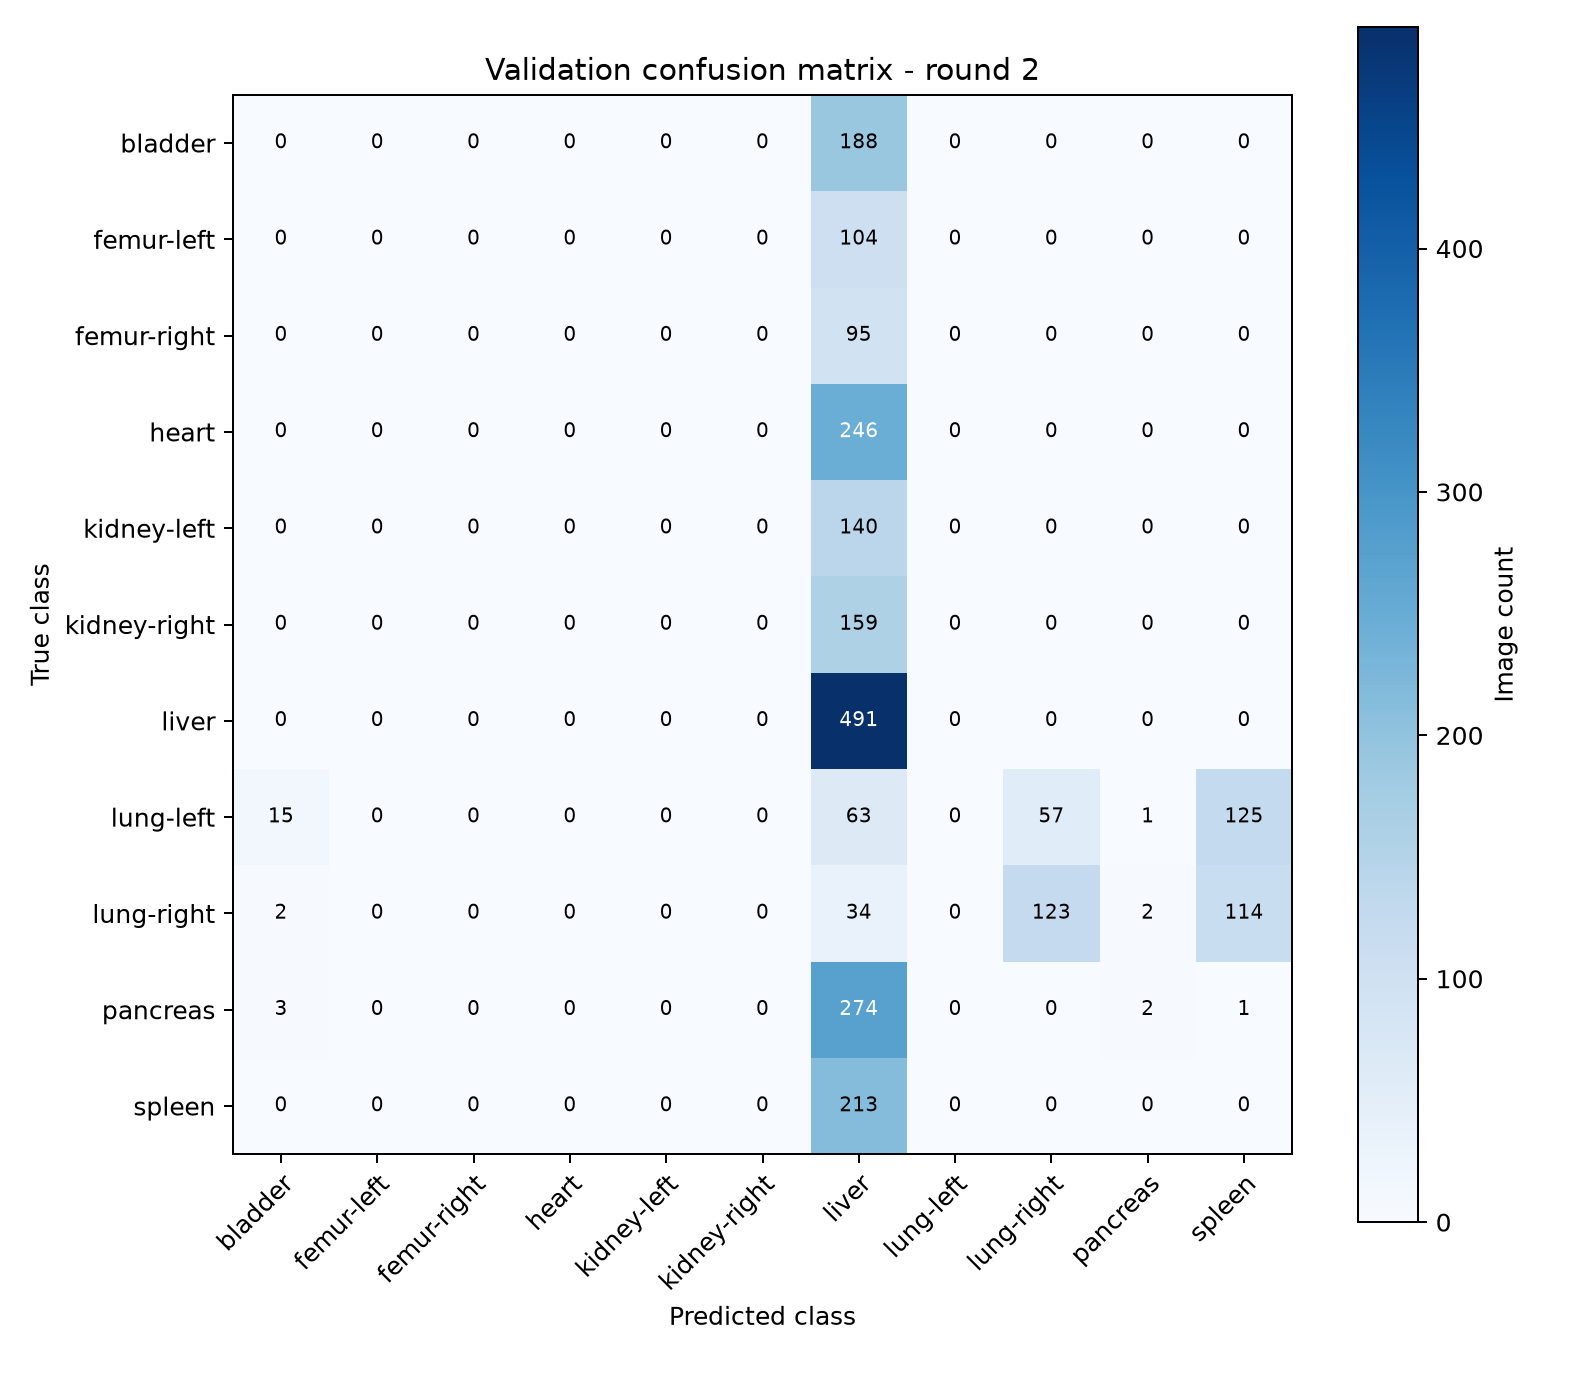 Validation confusion matrix - round 2
bladder 0 0 0 0 0 0 188 0 0 0 0
femur-left 0 0 0 0 0 0 104 0 0 0 0
femur-right 0 0 0 0 0 0 95 0 0 0 0
heart 0 0 0 0 0 0 246 0 0 0 0
kidney-left 0 0 0 0 0 0 140 0 0 0 0
kidney-right 0 0 0 0 0 0 159 0 0 0 0
liver 0 0 0 0 0 0 491 0 0 0 0
lung-left 15 0 0 0 0 0 63 0 57 1 125
lung-right 2 0 0 0 0 0 34 0 123 2 114
pancreas 3 0 0 0 0 0 274 0 0 2 1
spleen 0 0 0 0 0 0 213 0 0 0 0
True class
bladder femur-left femur-right heart kidney-left kidney-right liver lung-left lung-right pancreas spleen
Predicted class
400
300
200
100
0
Image count